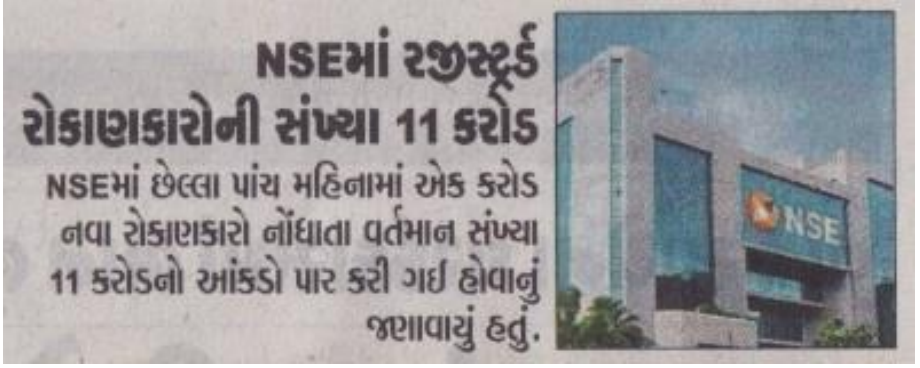 NSEમાં રજીસ્ટ્રર્ડ
રોકાણકારોની સંખ્યા 11 કરોડ
NSEમાં છેલ્લા પાંચ મહિનામાં એક કરોડ
નવા રોકાણકારો નોંધાતા વર્તમાન સંખ્યા
11 કરોડનો આંકડો પાર કરી ગઈ હોવાનું
જણાવાયું હતું.
NSE